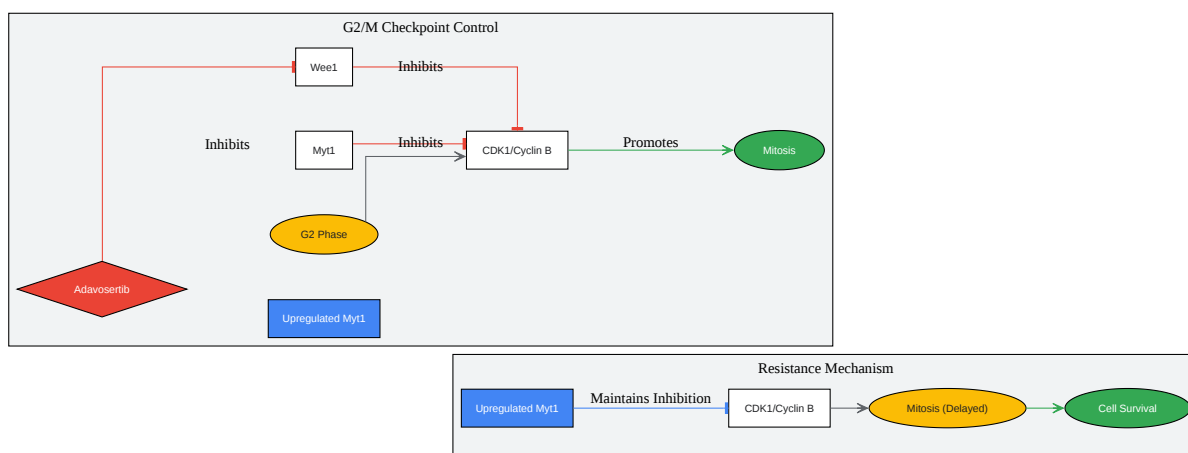 G2/M Checkpoint Control
Wee1
Inhibits
Inhibits
Myt1
Inhibits
CDK1/Cyclin B
Promotes
Mitosis
G2 Phase
Adavosertib
Upregulated Myt1
Resistance Mechanism
Upregulated Myt1
Maintains Inhibition
CDK1/Cyclin B
Mitosis (Delayed)
Cell Survival